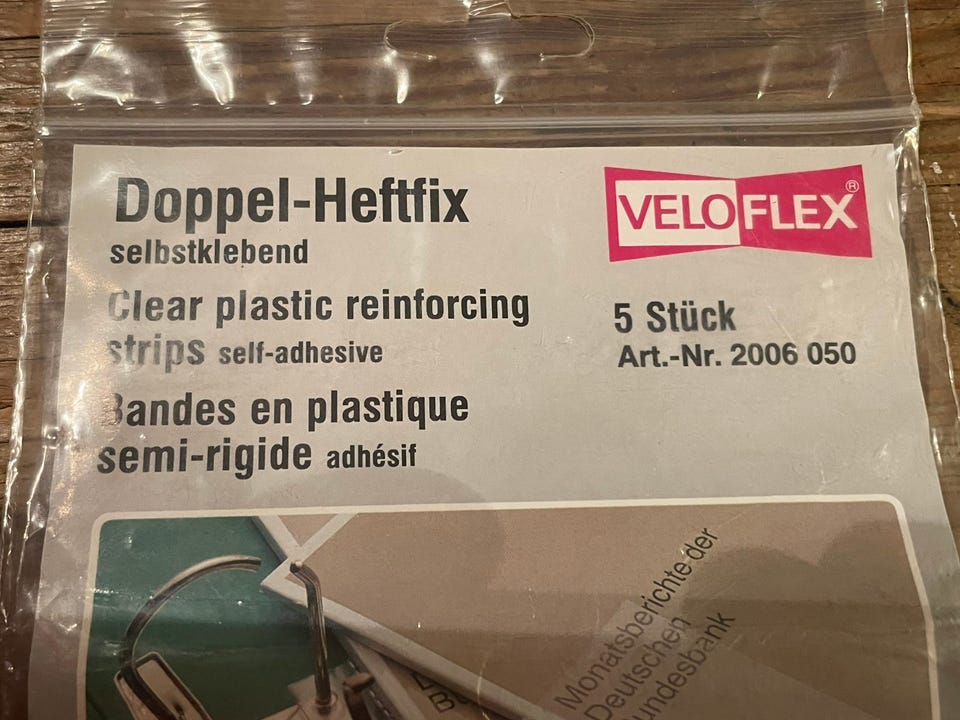 Doppel-Heftfix
selbstklebend
Clear plastic reinforcing
strips self-adhesive
Bandes en plastique
semi-rigide adhésif
VELOFLEX®
5 Stück
Art.-Nr. 2006 050
Monatsberichte der
Deutschen
Bundesbank